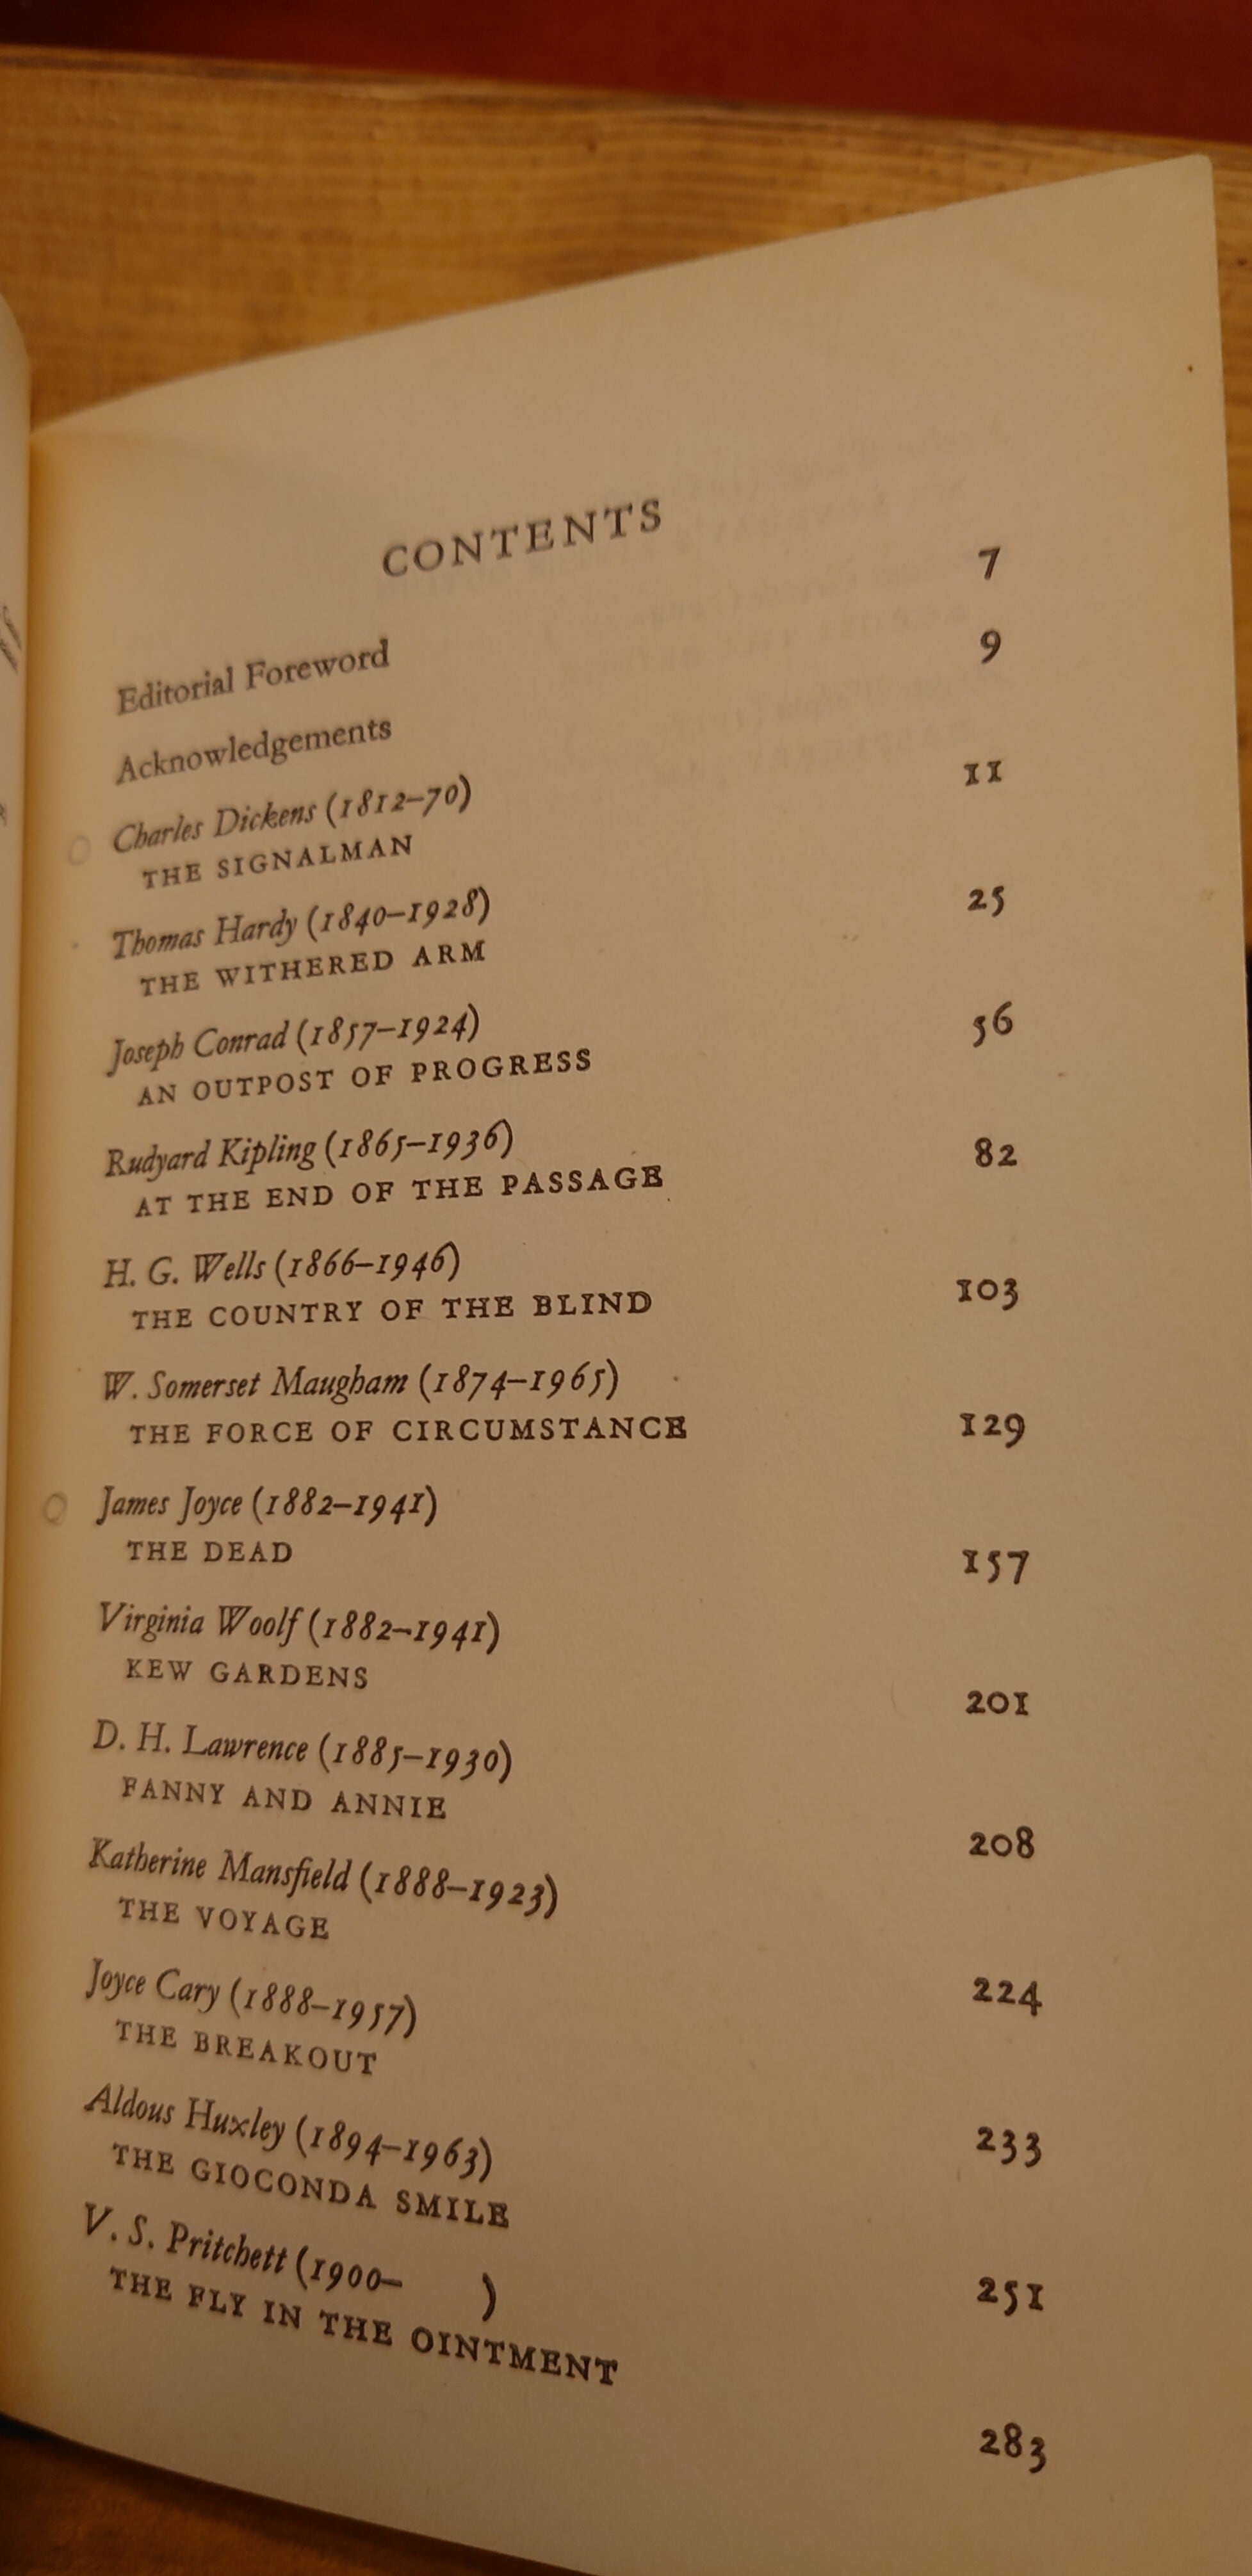 CONTENTS
Editorial Foreword 7
Acknowledgements 9
Charles Dickens (1812–70)
THE SIGNALMAN 11
Thomas Hardy (1840–1928)
THE WITHERED ARM 25
Joseph Conrad (1857–1924)
AN OUTPOST OF PROGRESS 56
Rudyard Kipling (1865–1936)
AT THE END OF THE PASSAGE 82
H. G. Wells (1866–1946)
THE COUNTRY OF THE BLIND 103
W. Somerset Maugham (1874–1965)
THE FORCE OF CIRCUMSTANCE 129
James Joyce (1882–1941)
THE DEAD 157
Virginia Woolf (1882–1941)
KEW GARDENS 201
D. H. Lawrence (1885–1930)
FANNY AND ANNIE 208
Katherine Mansfield (1888–1923)
THE VOYAGE 224
Joyce Cary (1888–1957)
THE BREAKOUT 233
Aldous Huxley (1894–1963)
THE GIOCONDA SMILE 251
V. S. Pritchett (1900– )
THE FLY IN THE OINTMENT 283